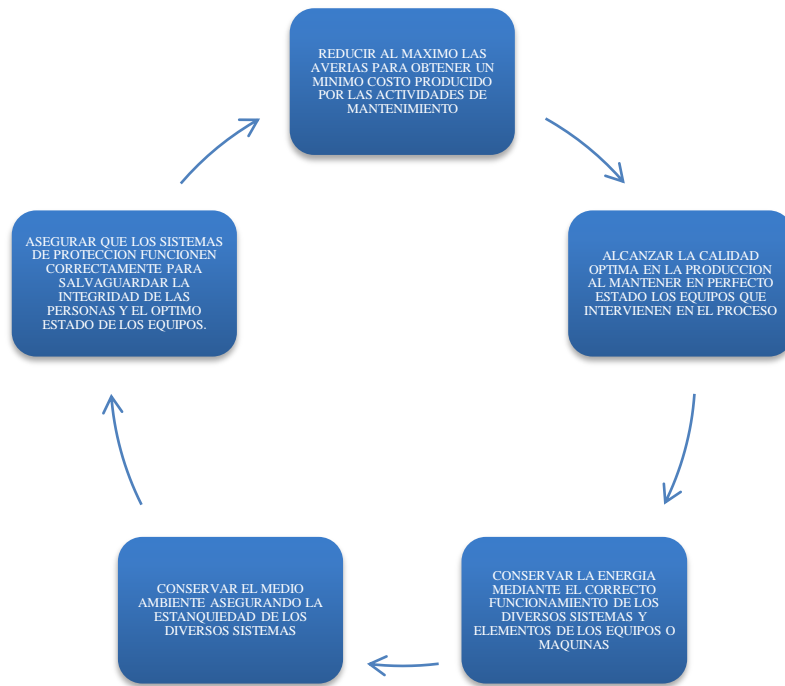 REDUCIR AL MAXIMO LAS
AVERIAS PARA OBTENER UN
MINIMO COSTO PRODUCIDO
POR LAS ACTIVIDADES DE
MANTENIMIENTO
ALCANZAR LA CALIDAD
OPTIMA EN LA PRODUCCION
AL MANTENER EN PERFECTO
ESTADO LOS EQUIPOS QUE
INTERVIENEN EN EL PROCESO
CONSERVAR LA ENERGIA
MEDIANTE EL CORRECTO
FUNCIONAMIENTO DE LOS
DIVERSOS SISTEMAS Y
ELEMENTOS DE LOS EQUIPOS O
MAQUINAS
CONSERVAR EL MEDIO
AMBIENTE ASEGURANDO LA
ESTANQUIEDAD DE LOS
DIVERSOS SISTEMAS
ASEGURAR QUE LOS SISTEMAS
DE PROTECCION FUNCIONEN
CORRECTAMENTE PARA
SALVAGUARDAR LA
INTEGRIDAD DE LAS
PERSONAS Y EL OPTIMO
ESTADO DE LOS EQUIPOS.